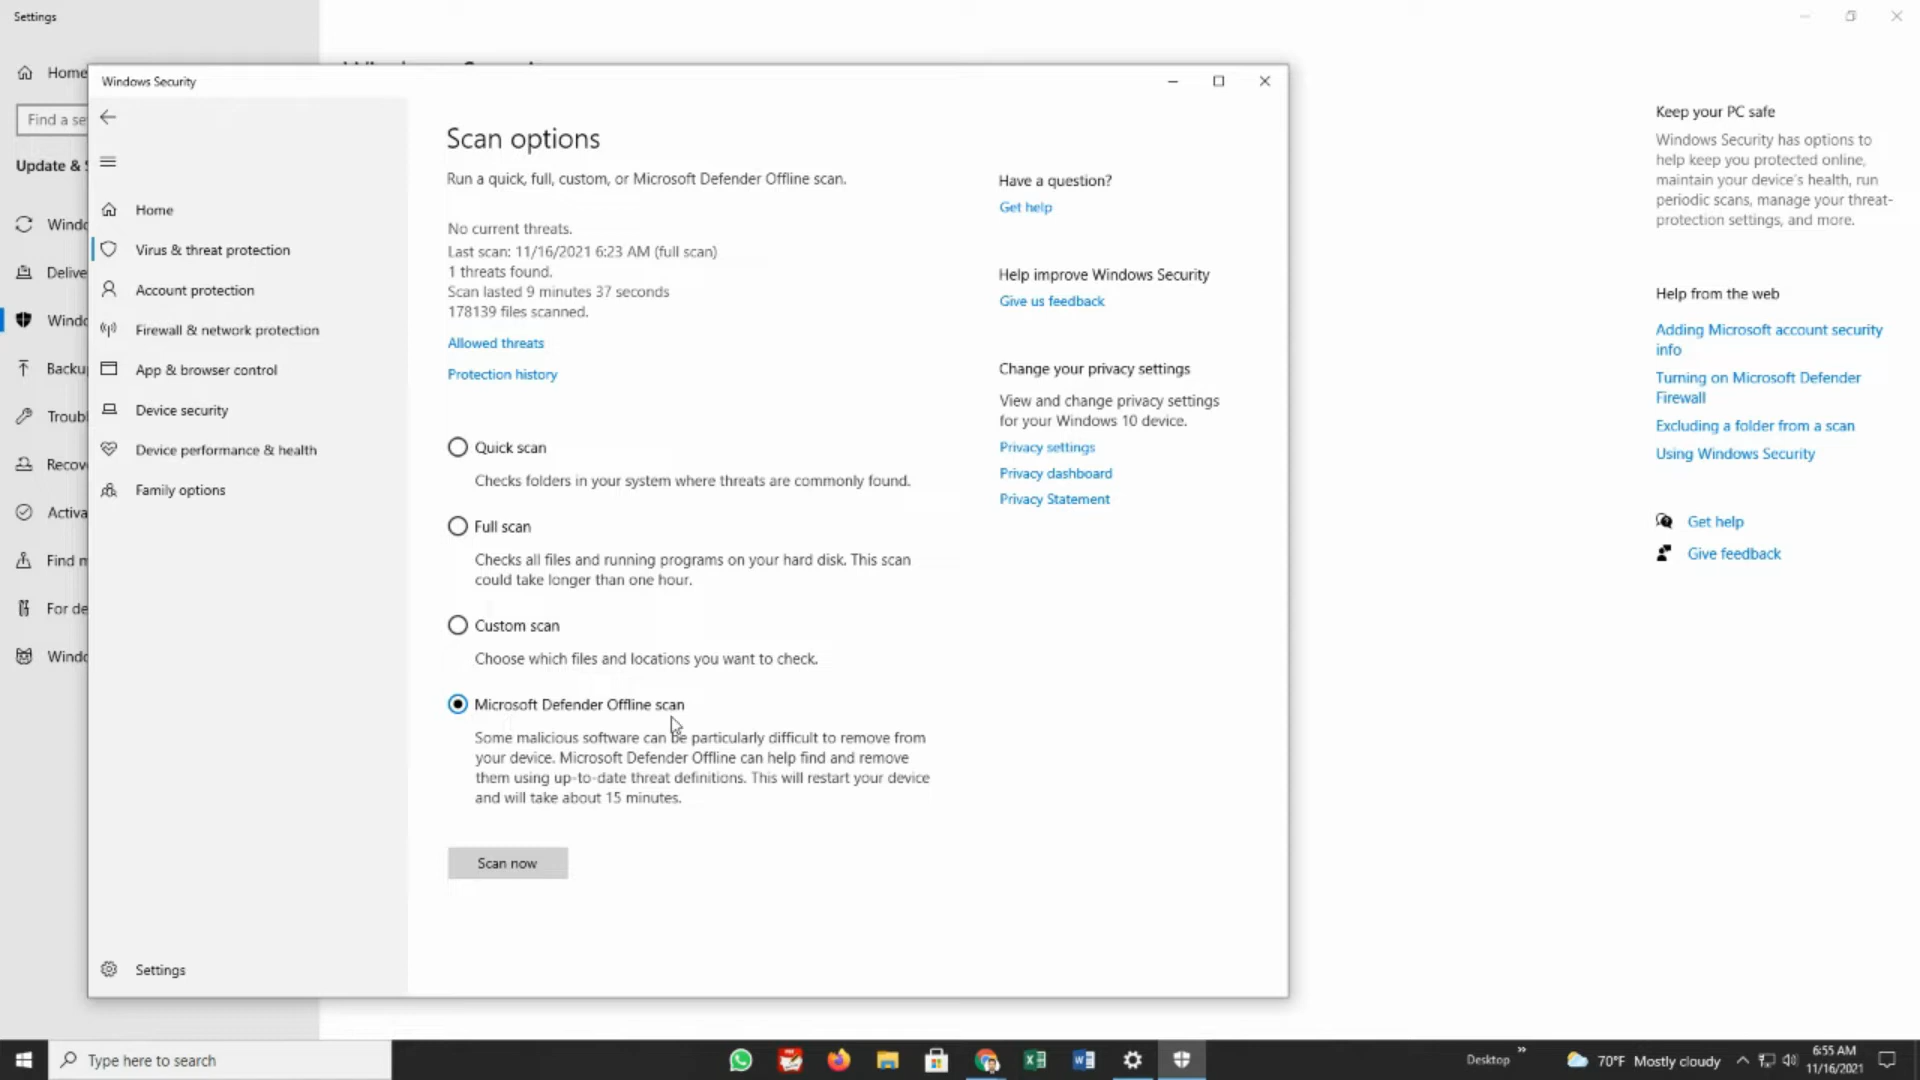 Settings
Home
Find a se
Update & S
Windo
Delive
Windo
Backu
Troubl
Recov
Activa
Find m
For de
Windo
Windows Security
Home
Virus & threat protection
Account protection
Firewall & network protection
App & browser control
Device security
Device performance & health
Family options
Settings
Scan options
Run a quick, full, custom, or Microsoft Defender Offline scan.
No current threats.
Last scan: 11/16/2021 6:23 AM (full scan)
1 threats found.
Scan lasted 9 minutes 37 seconds
178139 files scanned.
Allowed threats
Protection history
Quick scan
Checks folders in your system where threats are commonly found.
Full scan
Checks all files and running programs on your hard disk. This scan
could take longer than one hour.
Custom scan
Choose which files and locations you want to check.
Microsoft Defender Offline scan
Some malicious software can be particularly difficult to remove from
your device. Microsoft Defender Offline can help find and remove
them using up-to-date threat definitions. This will restart your device
and will take about 15 minutes.
Scan now
Have a question?
Get help
Help improve Windows Security
Give us feedback
Change your privacy settings
View and change privacy settings
for your Windows 10 device.
Privacy settings
Privacy dashboard
Privacy Statement
Keep your PC safe
Windows Security has options to
help keep you protected online,
maintain your device's health, run
periodic scans, manage your threat-
protection settings, and more.
Help from the web
Adding Microsoft account security
info
Turning on Microsoft Defender
Firewall
Excluding a folder from a scan
Using Windows Security
Get help
Give feedback
Type here to search
Desktop
70°F Mostly cloudy
6:55 AM
11/16/2021